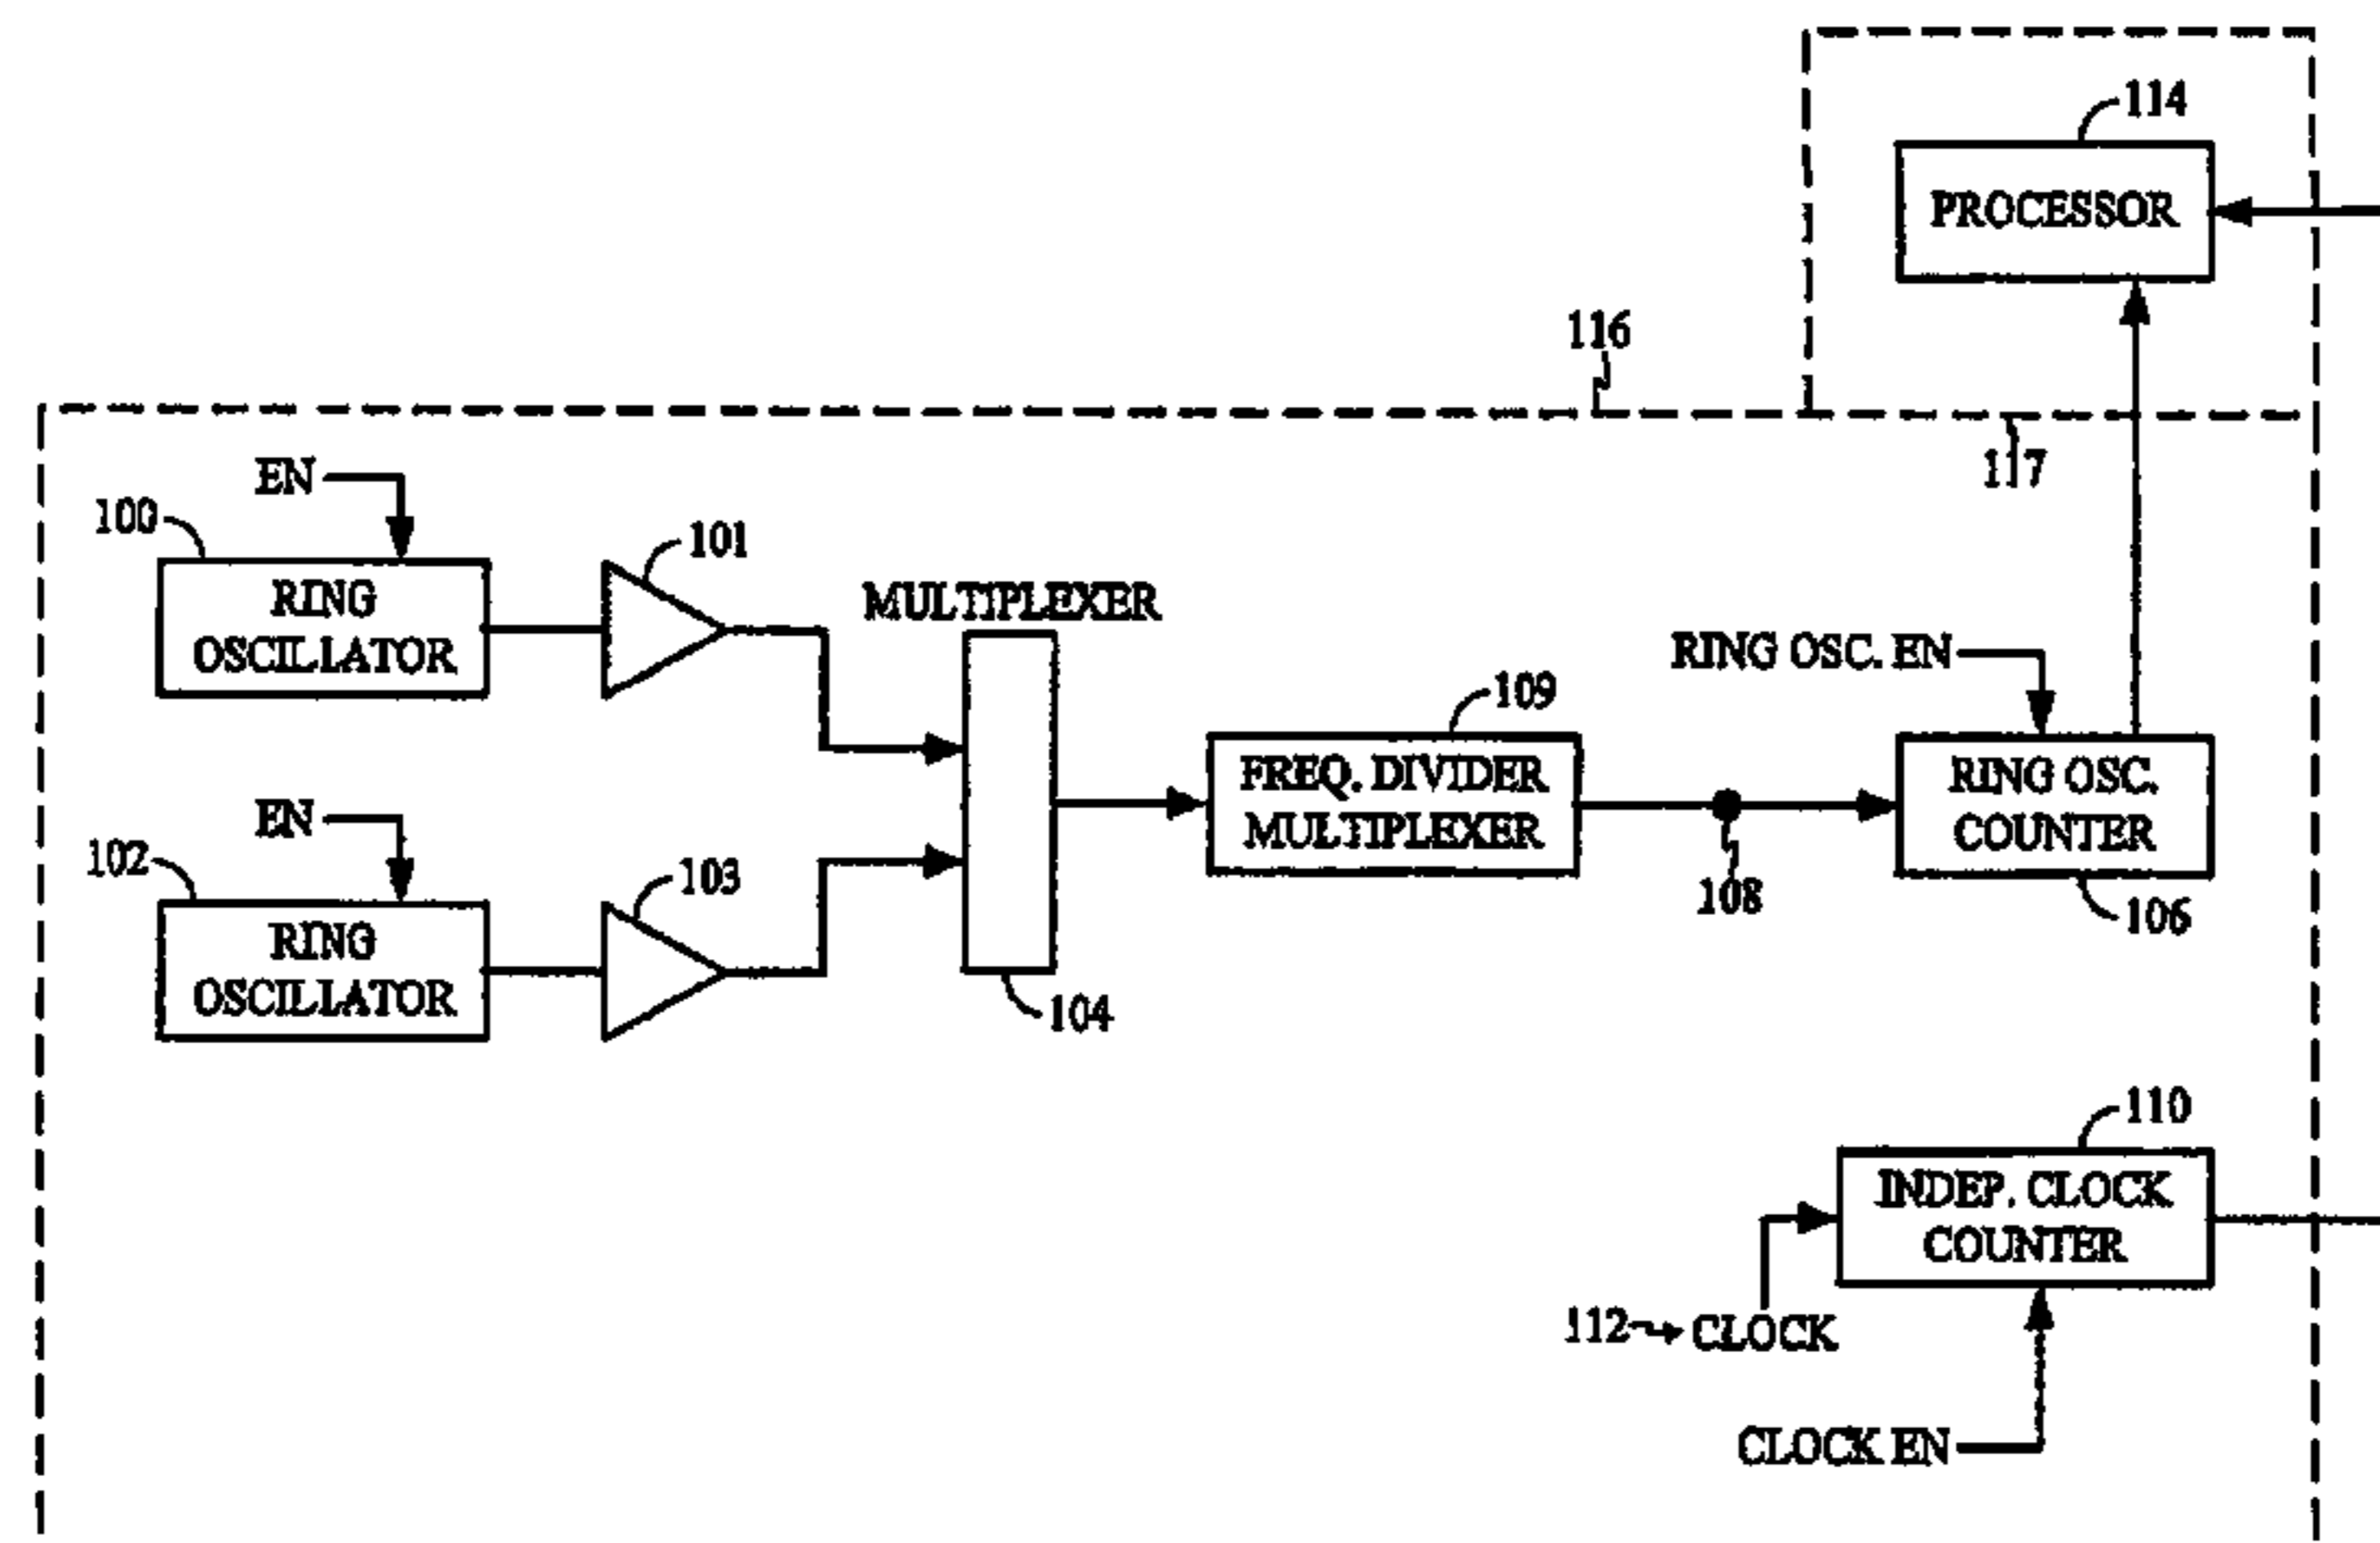 114
PROCESSOR
116
117
EN
100
RING
OSCILLATOR
101
MULTIPLEXER
RING OSC. EN
109
FREQ. DIVIDER
MULTIPLEXER
RING OSC.
COUNTER
108
106
EN
102
RING
OSCILLATOR
103
104
110
INDEP. CLOCK
COUNTER
112
CLOCK
CLOCK EN